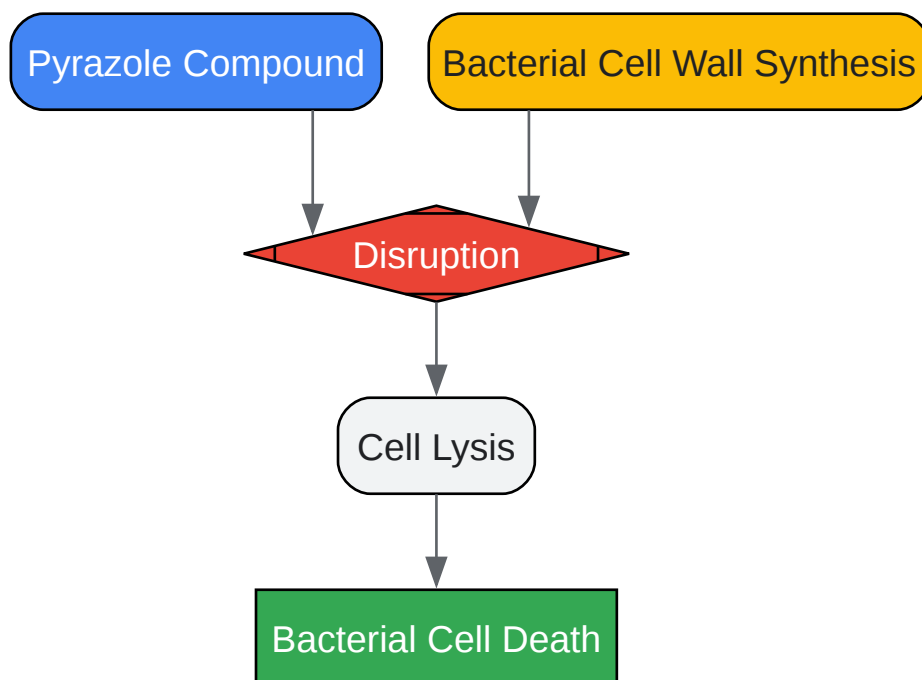 Pyrazole Compound
Bacterial Cell Wall Synthesis
Disruption
Cell Lysis
Bacterial Cell Death